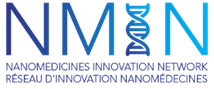 NMIN
NANOMEDICINES INNOVATION NETWORK
RÉSEAU D'INNOVATION NANOMÉDECINES